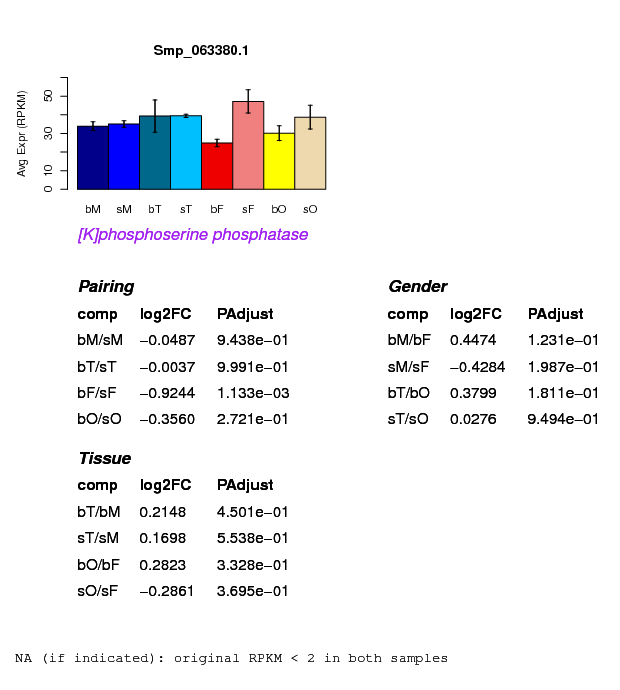 Smp_063380.1
Avg Expr (RPKM)
0 10 30 50
bM sM bT sT bF sF bO sO
[K]phosphoserine phosphatase
Pairing
comp log2FC PAdjust
bM/sM −0.0487 9.438e−01
bT/sT −0.0037 9.991e−01
bF/sF −0.9244 1.133e−03
bO/sO −0.3560 2.721e−01
Gender
comp log2FC PAdjust
bM/bF 0.4474 1.231e−01
sM/sF −0.4284 1.987e−01
bT/bO 0.3799 1.811e−01
sT/sO 0.0276 9.494e−01
Tissue
comp log2FC PAdjust
bT/bM 0.2148 4.501e−01
sT/sM 0.1698 5.538e−01
bO/bF 0.2823 3.328e−01
sO/sF −0.2861 3.695e−01
NA (if indicated): original RPKM < 2 in both samples